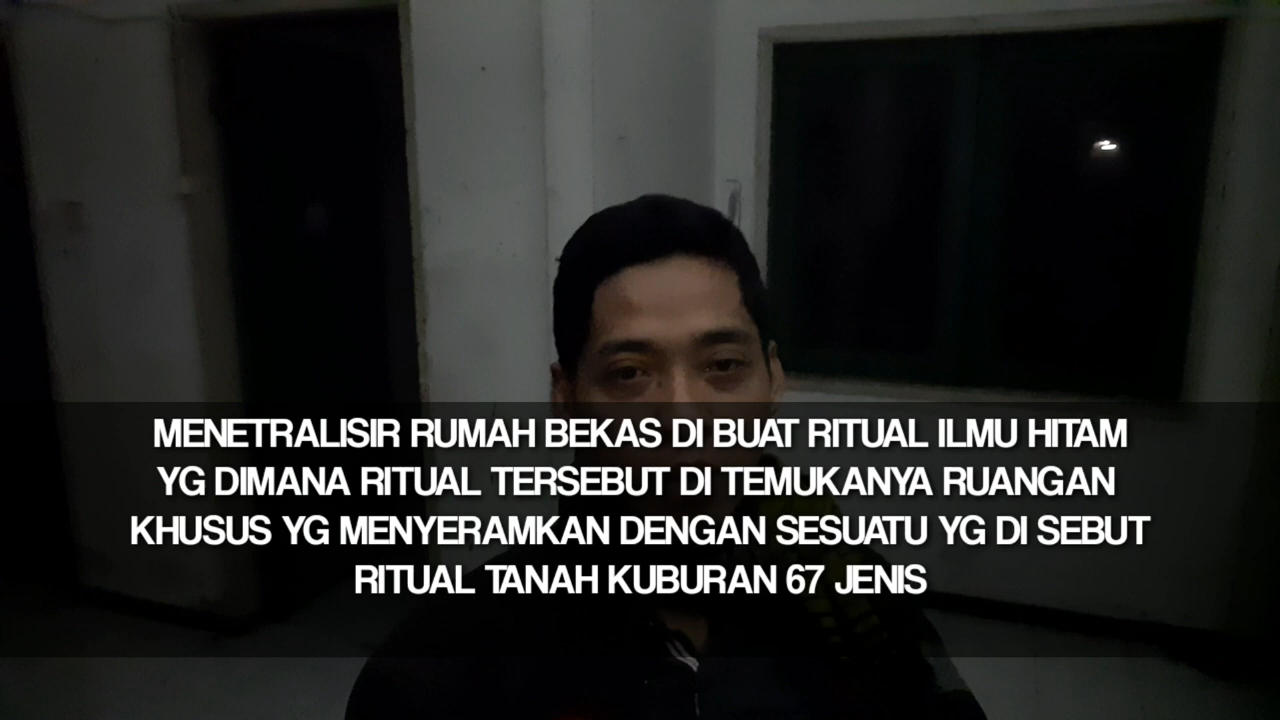 MENETRALISIR RUMAH BEKAS DI BUAT RITUAL ILMU HITAM
YG DIMANA RITUAL TERSEBUT DI TEMUKANYA RUANGAN
KHUSUS YG MENYERAMKAN DENGAN SESUATU YG DI SEBUT
RITUAL TANAH KUBURAN 67 JENIS